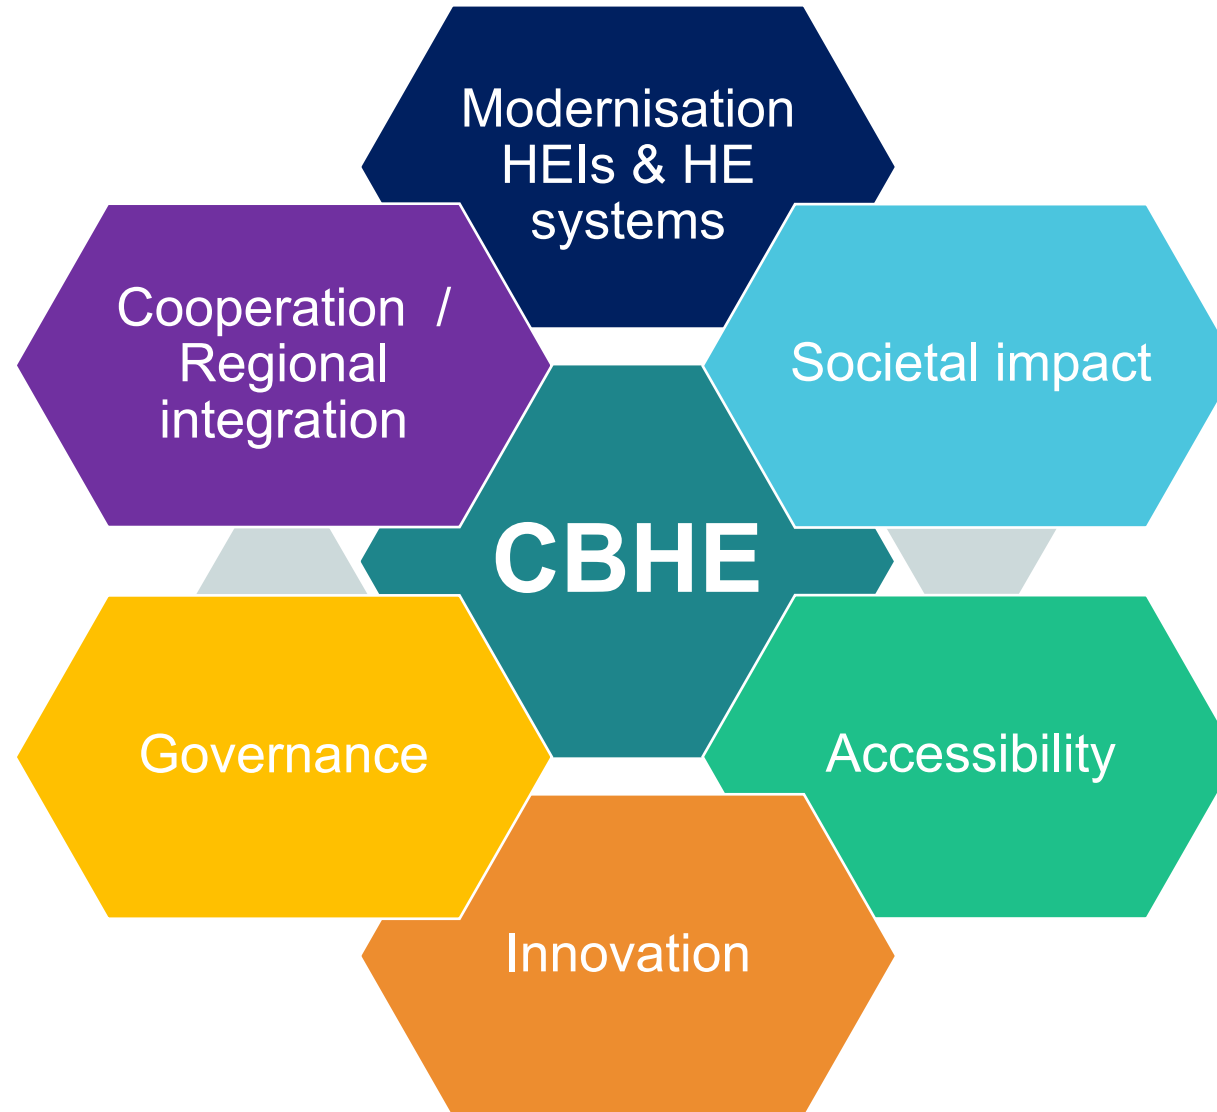 Modernisation
HEIs & HE
systems
Cooperation /
Regional
integration
Societal impact
CBHE
Governance
Accessibility
Innovation